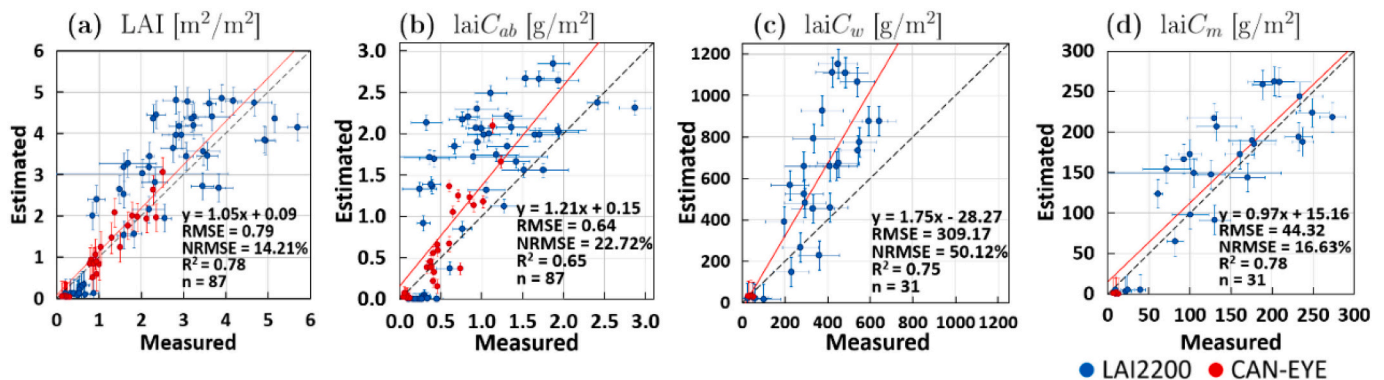 (a) LAI [m²/m²]
6
5
4
3
2
1
0
Estimated
0 1 2 3 4 5 6
Measured
y = 1.05x + 0.09
RMSE = 0.79
NRMSE = 14.21%
R² = 0.78
n = 87
(b) laiC_ab [g/m²]
3.0
2.5
2.0
1.5
1.0
0.5
0.0
Estimated
0.0 0.5 1.0 1.5 2.0 2.5 3.0
Measured
y = 1.21x + 0.15
RMSE = 0.64
NRMSE = 22.72%
R² = 0.65
n = 87
(c) laiC_w [g/m²]
1200
1000
800
600
400
200
0
Estimated
0 200 400 600 800 1000 1200
Measured
y = 1.75x - 28.27
RMSE = 309.17
NRMSE = 50.12%
R² = 0.75
n = 31
(d) laiC_m [g/m²]
300
250
200
150
100
50
0
Estimated
0 50 100 150 200 250 300
Measured
y = 0.97x + 15.16
RMSE = 44.32
NRMSE = 16.63%
R² = 0.78
n = 31
LAI2200 CAN-EYE